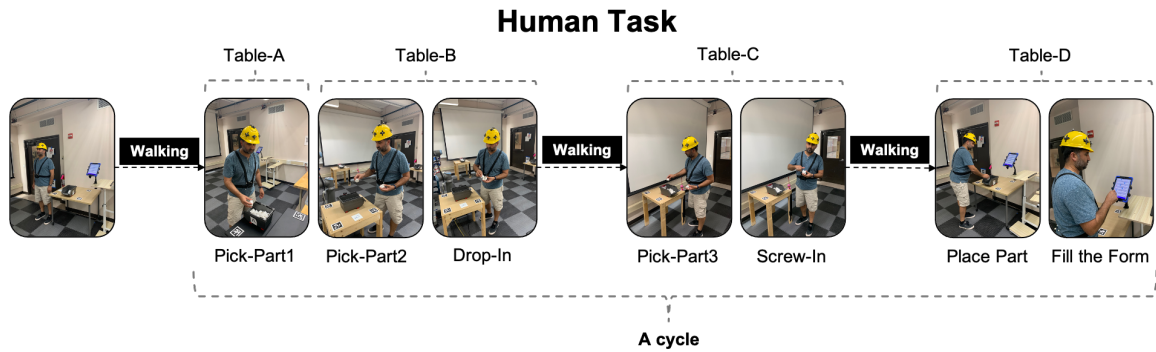 Human Task
Table-A
Table-B
Table-C
Table-D
Walking
Walking
Walking
Pick-Part1
Pick-Part2
Drop-In
Pick-Part3
Screw-In
Place Part
Fill the Form
A cycle